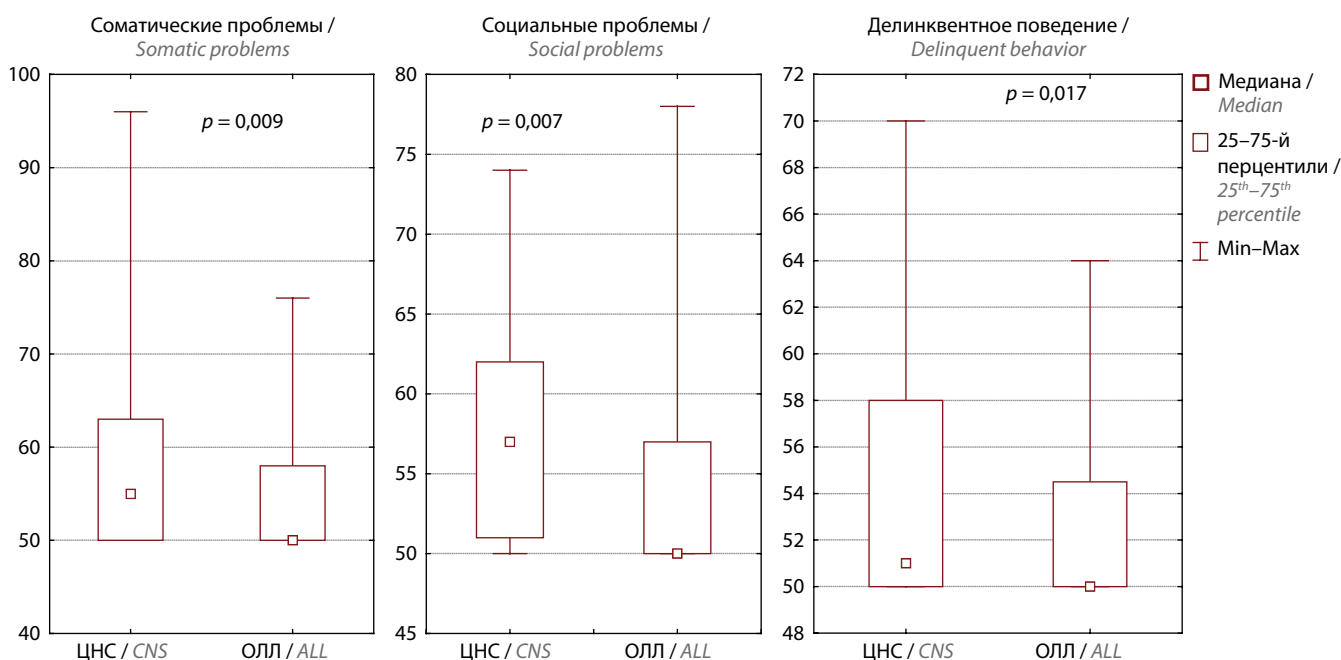 Соматические проблемы /
Somatic problems
100
90
80
70
60
50
40
p = 0,009
ЦНС / CNS
ОЛЛ / ALL
Социальные проблемы /
Social problems
80
75
70
65
60
55
50
45
p = 0,007
ЦНС / CNS
ОЛЛ / ALL
Делинквентное поведение /
Delinquent behavior
72
70
68
66
64
62
60
58
56
54
52
50
48
p = 0,017
ЦНС / CNS
ОЛЛ / ALL
Медиана /
Median
25–75-й
перцентили /
25th–75th
percentile
Min–Max